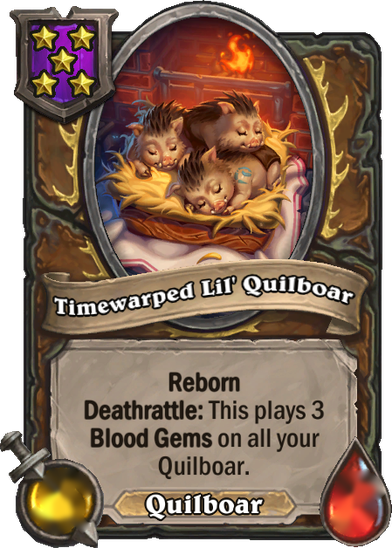 Timewarped Lil' Quilboar
Reborn
Deathrattle: This plays 3
Blood Gems on all your
Quilboar.
Quilboar